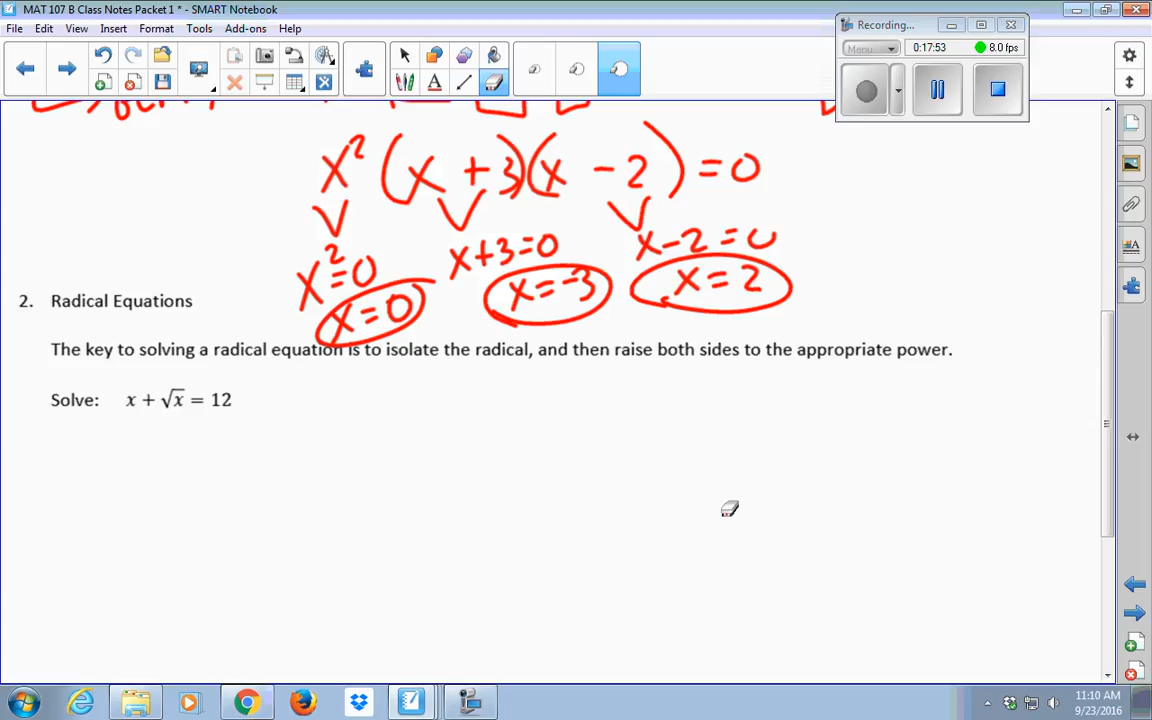 MAT 107 B Class Notes Packet 1 * - SMART Notebook
File Edit View Insert Format Tools Add-ons Help
Recording...
Menu 0:17:53 8.0 fps
x² (x + 3)(x - 2) = 0
x² = 0 x+3=0 x-2=0
x=0 x=-3 x=2
2. Radical Equations
The key to solving a radical equation is to isolate the radical, and then raise both sides to the appropriate power.
Solve: x + √x = 12
11:10 AM
9/23/2016